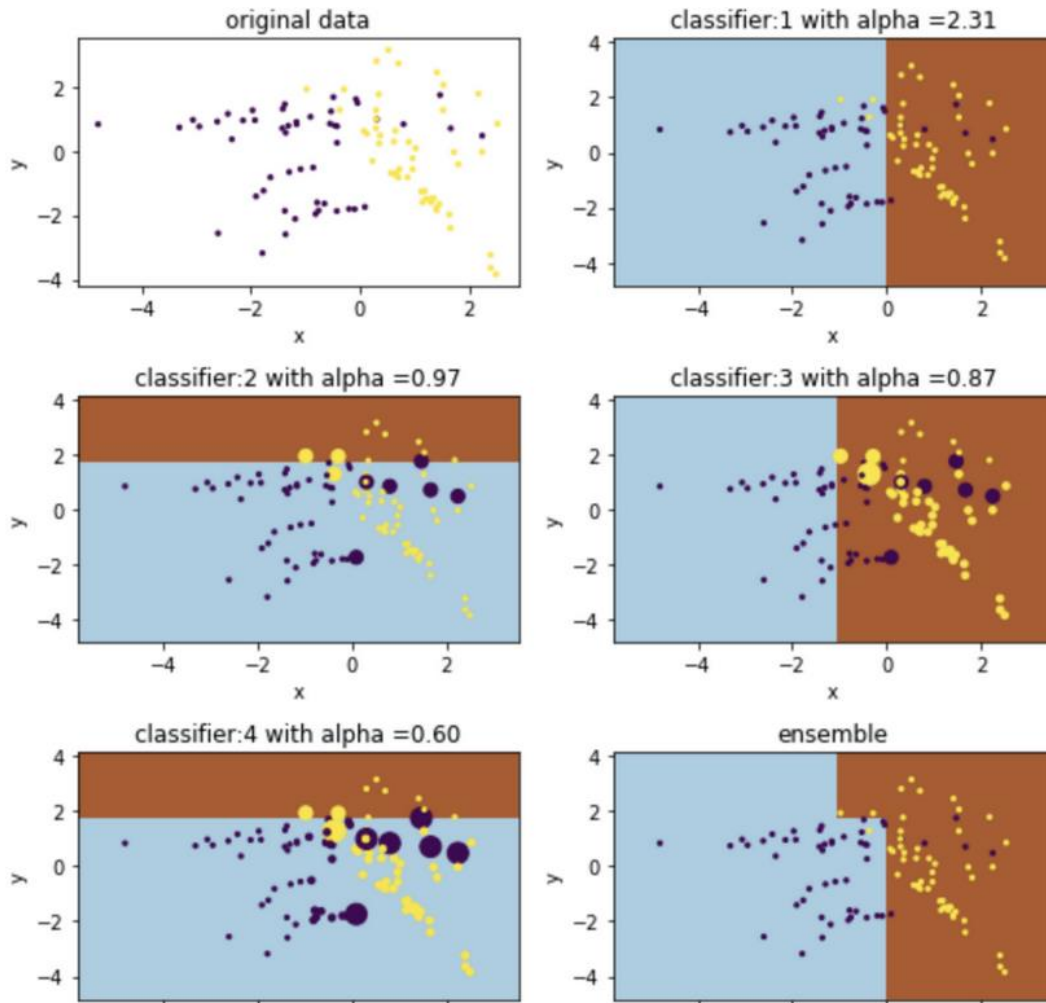 original data
y
2
0
−2
−4
−4
−2
0
2
x
classifier:1 with alpha =2.31
y
4
2
0
−2
−4
−4
−2
0
2
x
classifier:2 with alpha =0.97
y
4
2
0
−2
−4
−4
−2
0
2
x
classifier:3 with alpha =0.87
y
4
2
0
−2
−4
−4
−2
0
2
x
classifier:4 with alpha =0.60
y
4
2
0
−2
−4
ensemble
y
4
2
0
−2
−4